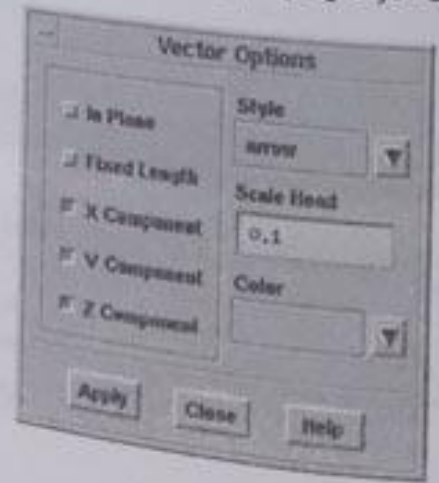 Vector Options
In Plane
Fixed Length
X Component
V Component
Z Component
Style
arrow
Scale Head
0.1
Color
Apply
Close
Help